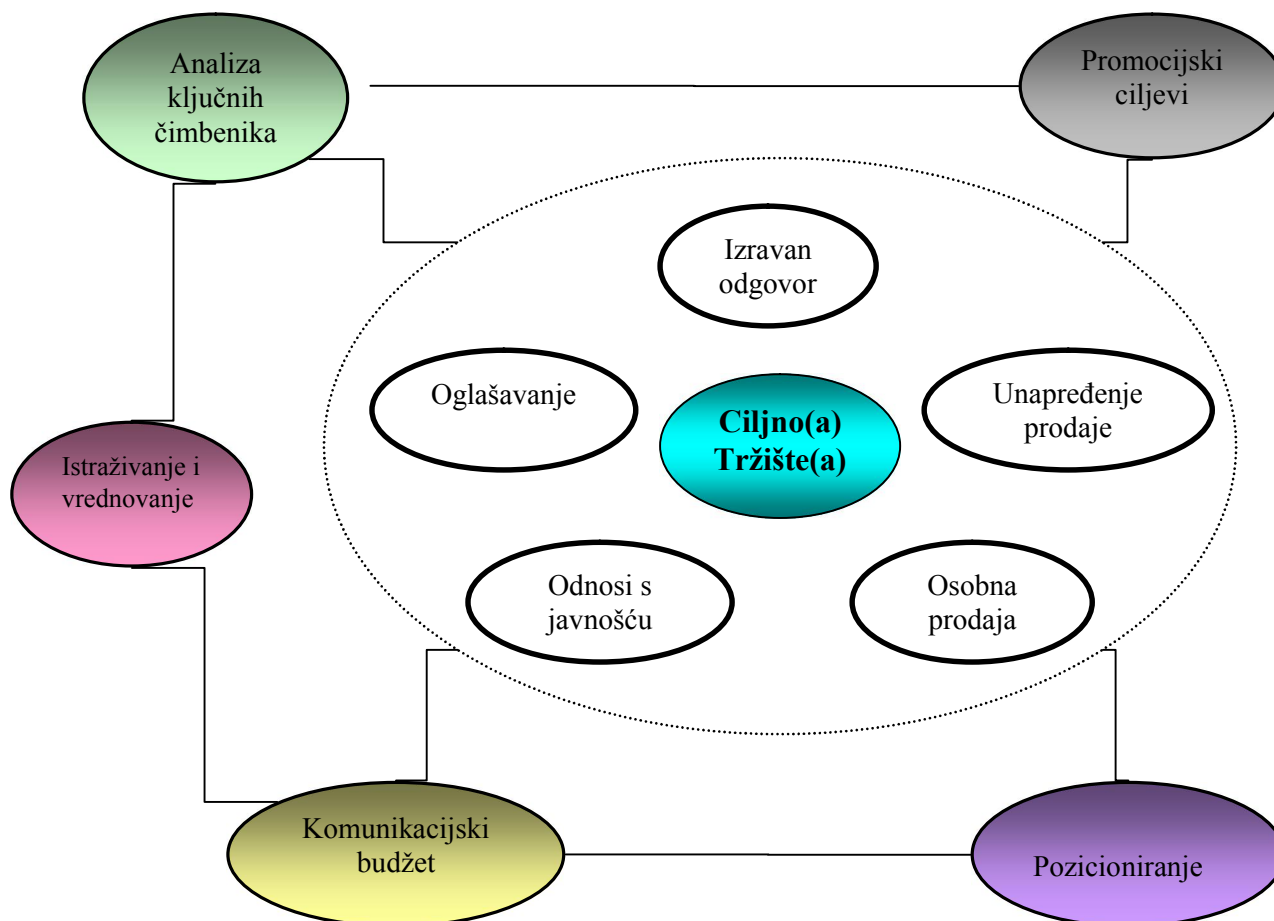 Analiza
ključnih
čimbenika
Promocijski
ciljevi
Izravan
odgovor
Oglašavanje
Unapređenje
prodaje
Ciljno(a)
Tržište(a)
Istraživanje i
vrednovanje
Odnosi s
javnošću
Osobna
prodaja
Komunikacijski
budžet
Pozicioniranje